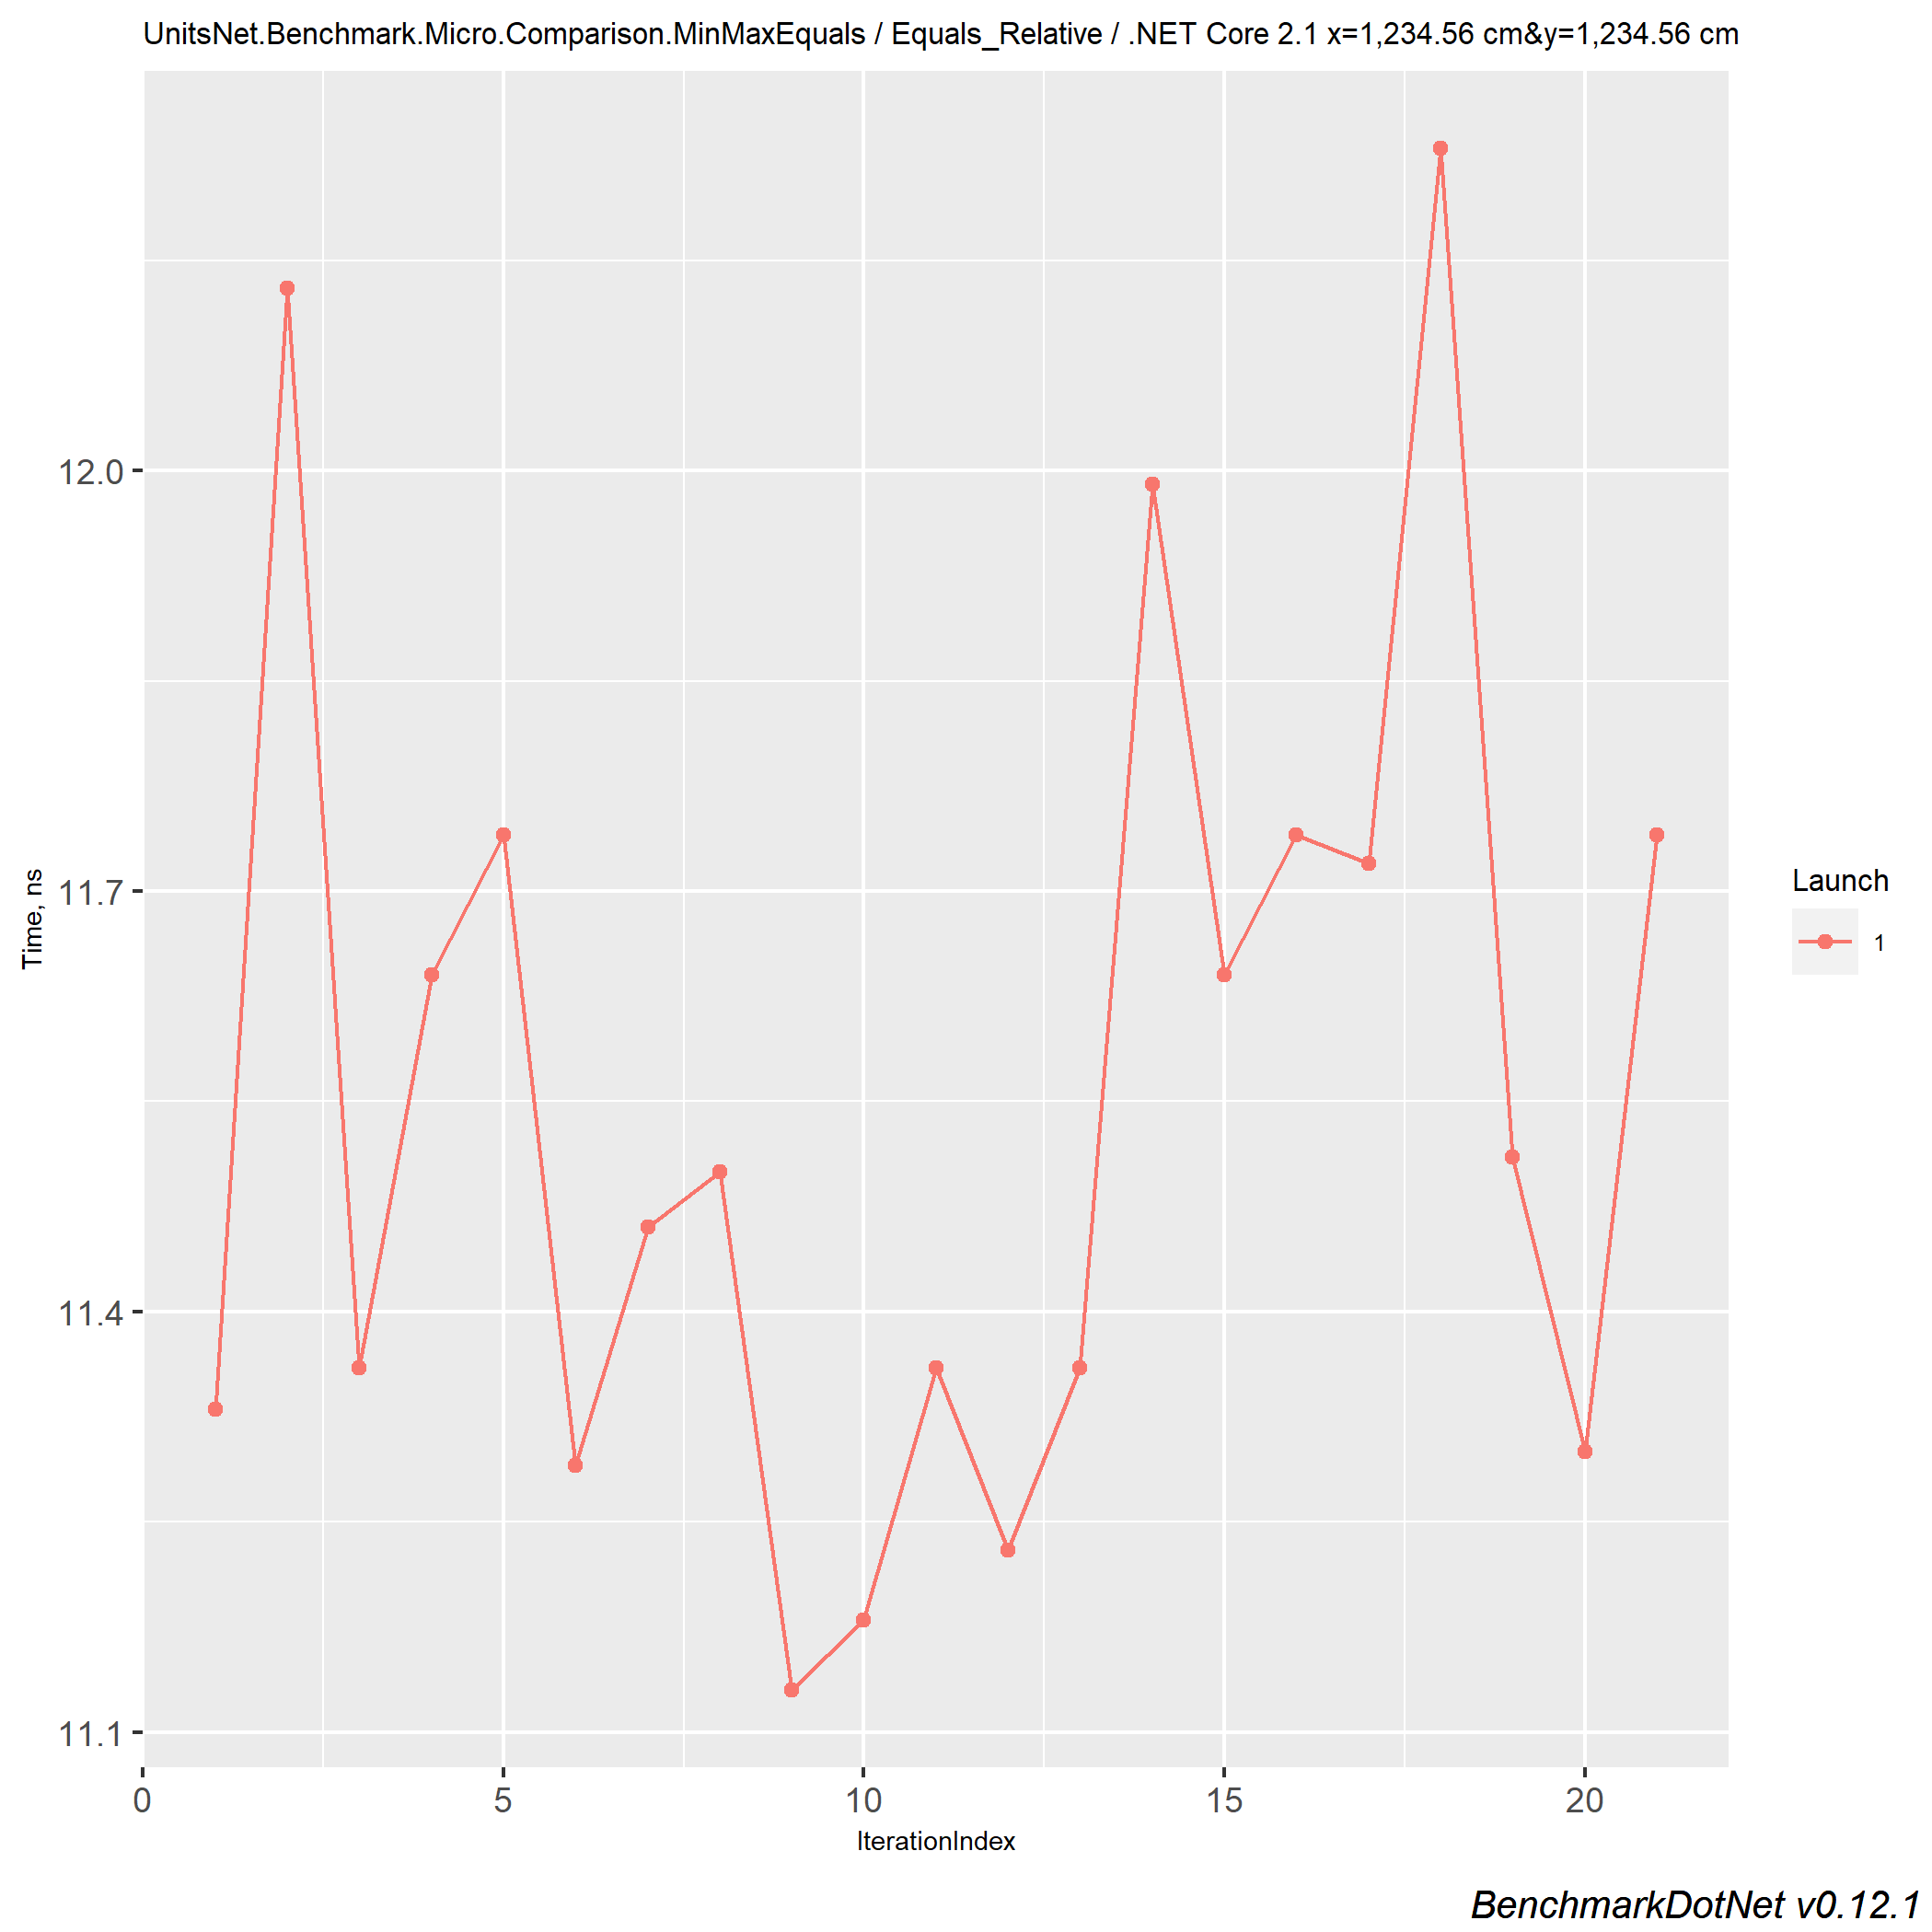 UnitsNet.Benchmark.Micro.Comparison.MinMaxEquals / Equals_Relative / .NET Core 2.1 x=1,234.56 cm&y=1,234.56 cm
12.0
11.7
11.4
11.1
Time, ns
0 5 10 15 20
IterationIndex
Launch
1
BenchmarkDotNet v0.12.1